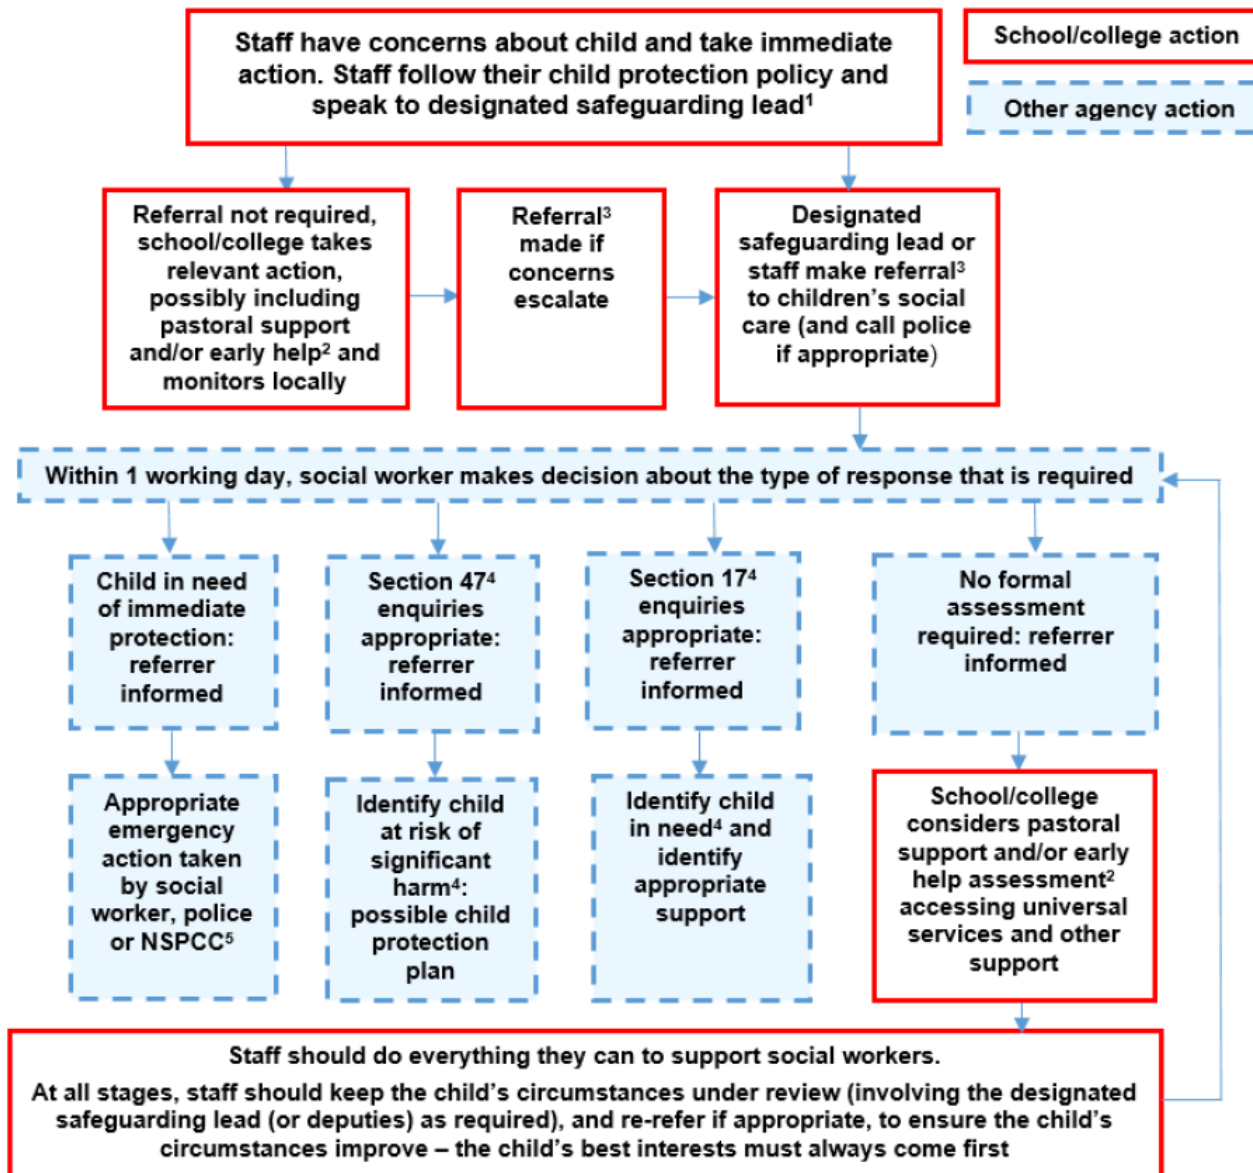 Staff have concerns about child and take immediate
action. Staff follow their child protection policy and
speak to designated safeguarding lead¹
School/college action
Other agency action
Referral not required,
school/college takes
relevant action,
possibly including
pastoral support
and/or early help² and
monitors locally
Referral³
made if
concerns
escalate
Designated
safeguarding lead or
staff make referral³
to children’s social
care (and call police
if appropriate)
Within 1 working day, social worker makes decision about the type of response that is required
Child in need
of immediate
protection:
referrer
informed
Section 47⁴
enquiries
appropriate:
referrer
informed
Section 17⁴
enquiries
appropriate:
referrer
informed
No formal
assessment
required: referrer
informed
Appropriate
emergency
action taken
by social
worker, police
or NSPCC⁵
Identify child
at risk of
significant
harm⁴:
possible child
protection
plan
Identify child
in need⁴ and
identify
appropriate
support
School/college
considers pastoral
support and/or early
help assessment²
accessing universal
services and other
support
Staff should do everything they can to support social workers.
At all stages, staff should keep the child’s circumstances under review (involving the designated
safeguarding lead (or deputies) as required), and re-refer if appropriate, to ensure the child’s
circumstances improve – the child’s best interests must always come first